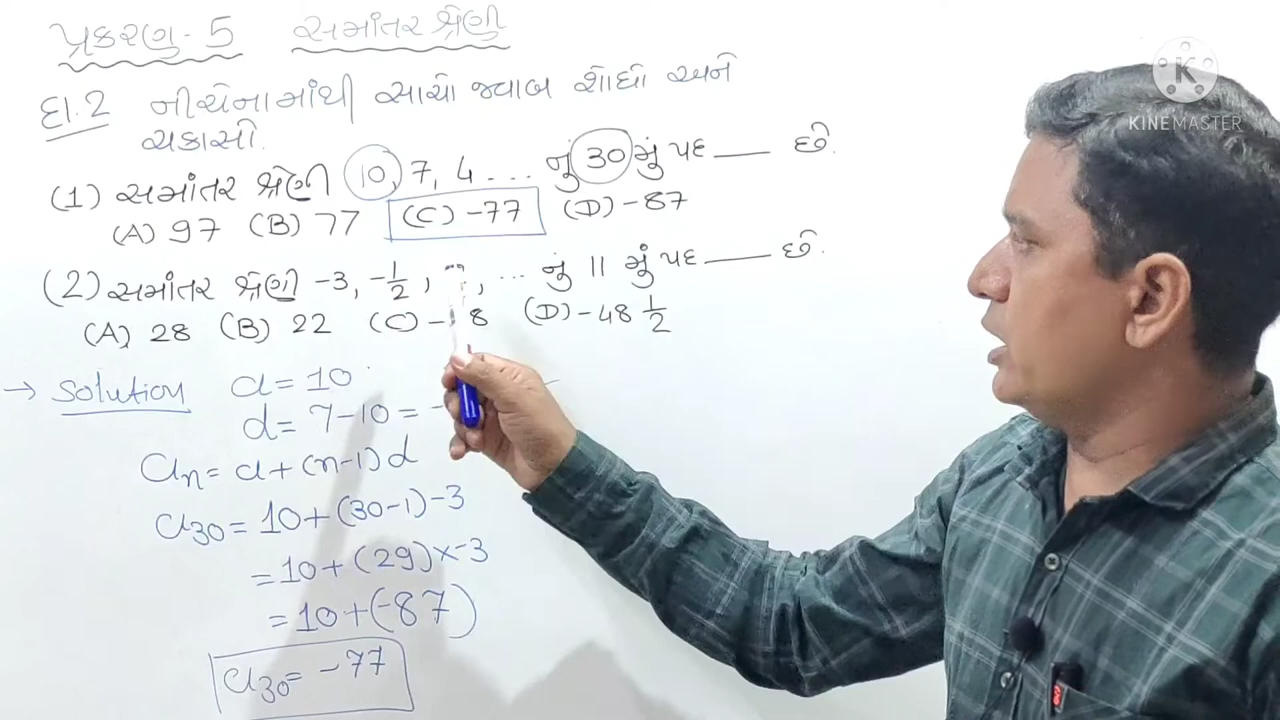 પ્રકરણ - 5 સમાંતર શ્રેણી
દા.2 નીચેનામાંથી સાચો જવાબ શોધો અને
ચકાસો.
(1) સમાંતર શ્રેણી 10, 7, 4 ... નું 30 મું પદ ___ છે.
(A) 97 (B) 77 (C) -77 (D) -87
(2) સમાંતર શ્રેણી -3, -1/2, , ... નું 11 મું પદ ___ છે.
(A) 28 (B) 22 (C) - 8 (D) -48 1/2
→ Solution a = 10
d = 7-10 = -
an = a+(n-1) d
a30 = 10+(30-1)-3
= 10+(29)×-3
= 10+(-87)
a30 = -77
K
KINEMASTER